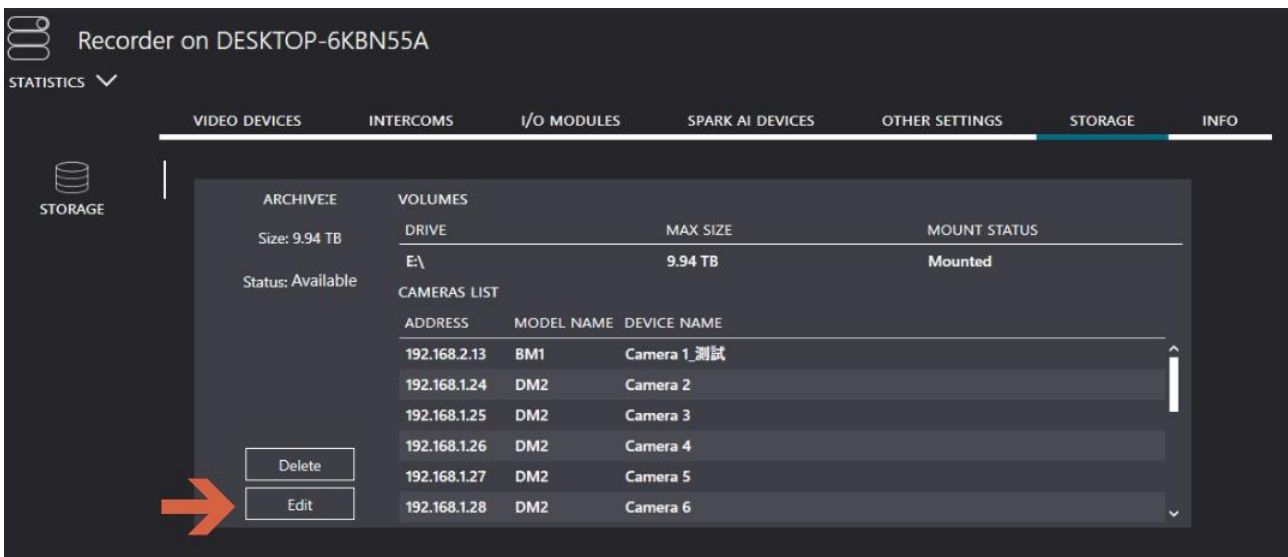 Recorder on DESKTOP-6KBN55A
STATISTICS
VIDEO DEVICES INTERCOMS I/O MODULES SPARK AI DEVICES OTHER SETTINGS STORAGE INFO
STORAGE
ARCHIVE:E
Size: 9.94 TB
Status: Available
VOLUMES
DRIVE MAX SIZE MOUNT STATUS
E:\ 9.94 TB Mounted
CAMERAS LIST
ADDRESS MODEL NAME DEVICE NAME
192.168.2.13 BM1 Camera 1_測試
192.168.1.24 DM2 Camera 2
192.168.1.25 DM2 Camera 3
192.168.1.26 DM2 Camera 4
192.168.1.27 DM2 Camera 5
192.168.1.28 DM2 Camera 6
Delete
Edit